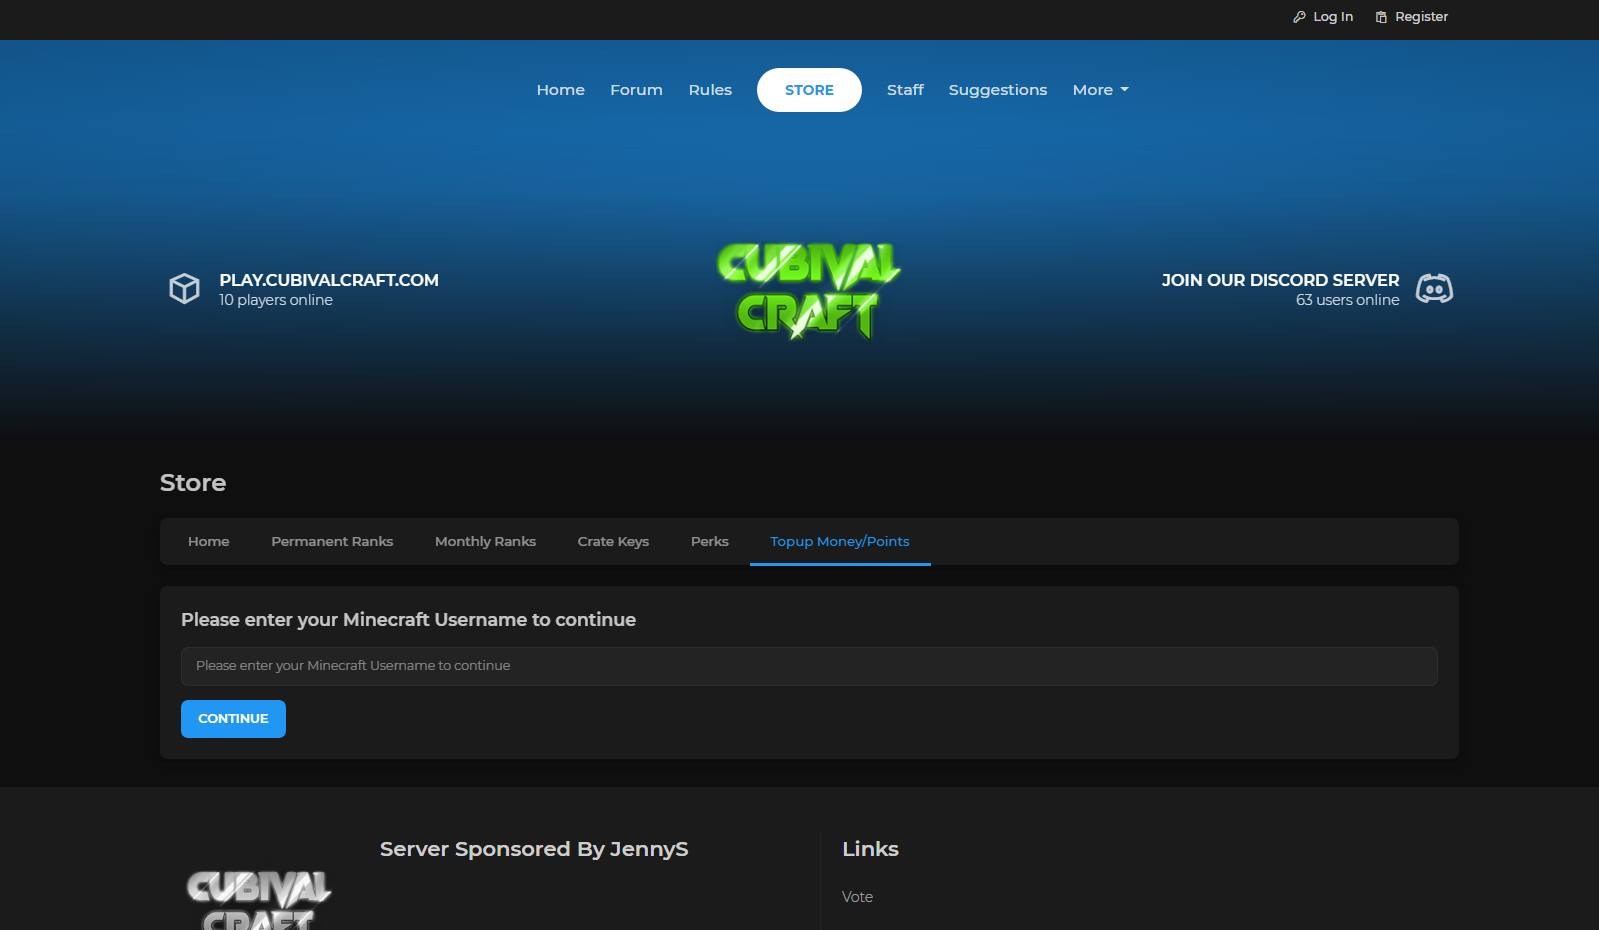 Log In Register
Home Forum Rules STORE Staff Suggestions More
PLAY.CUBIVALCRAFT.COM
10 players online
CUBIVAL
CRAFT
JOIN OUR DISCORD SERVER
63 users online
Store
Home Permanent Ranks Monthly Ranks Crate Keys Perks Topup Money/Points
Please enter your Minecraft Username to continue
Please enter your Minecraft Username to continue
CONTINUE
CUBIVAL
CRAFT
Server Sponsored By JennyS
Links
Vote